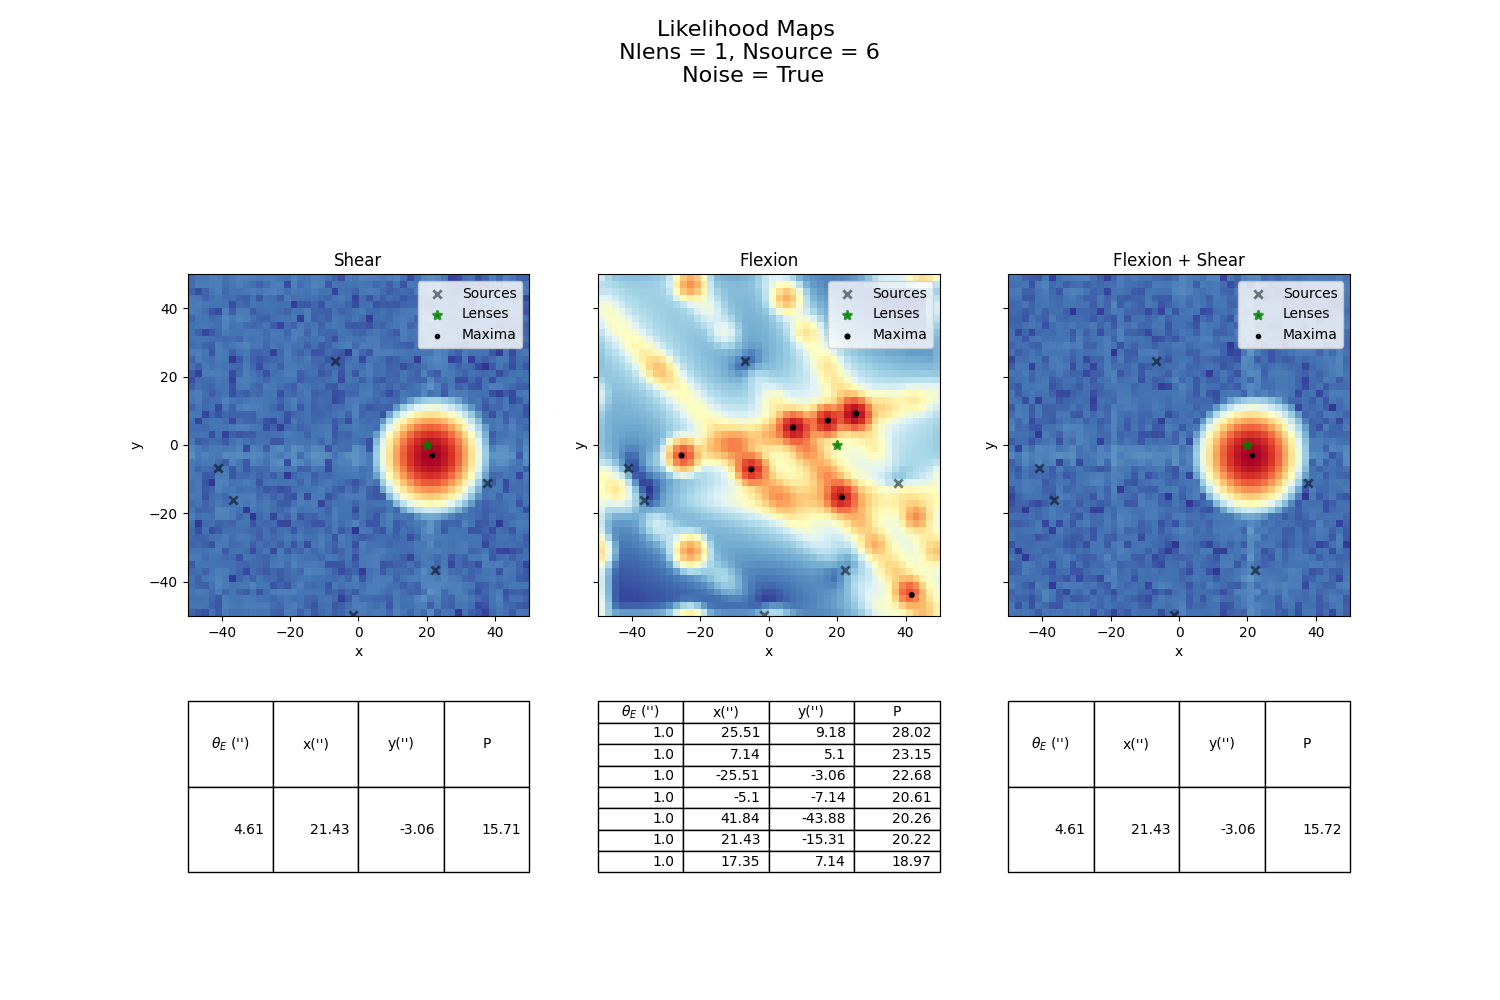 Likelihood Maps
Nlens = 1, Nsource = 6
Noise = True
Shear
Sources
Lenses
Maxima
40
20
0
−20
−40
y
−40 −20 0 20 40
x
Flexion
Sources
Lenses
Maxima
y
−40 −20 0 20 40
x
Flexion + Shear
Sources
Lenses
Maxima
y
−40 −20 0 20 40
x
θ_E ('') x('') y('') P
4.61 21.43 -3.06 15.71
θ_E ('') x('') y('') P
1.0 25.51 9.18 28.02
1.0 7.14 5.1 23.15
1.0 -25.51 -3.06 22.68
1.0 -5.1 -7.14 20.61
1.0 41.84 -43.88 20.26
1.0 21.43 -15.31 20.22
1.0 17.35 7.14 18.97
θ_E ('') x('') y('') P
4.61 21.43 -3.06 15.72